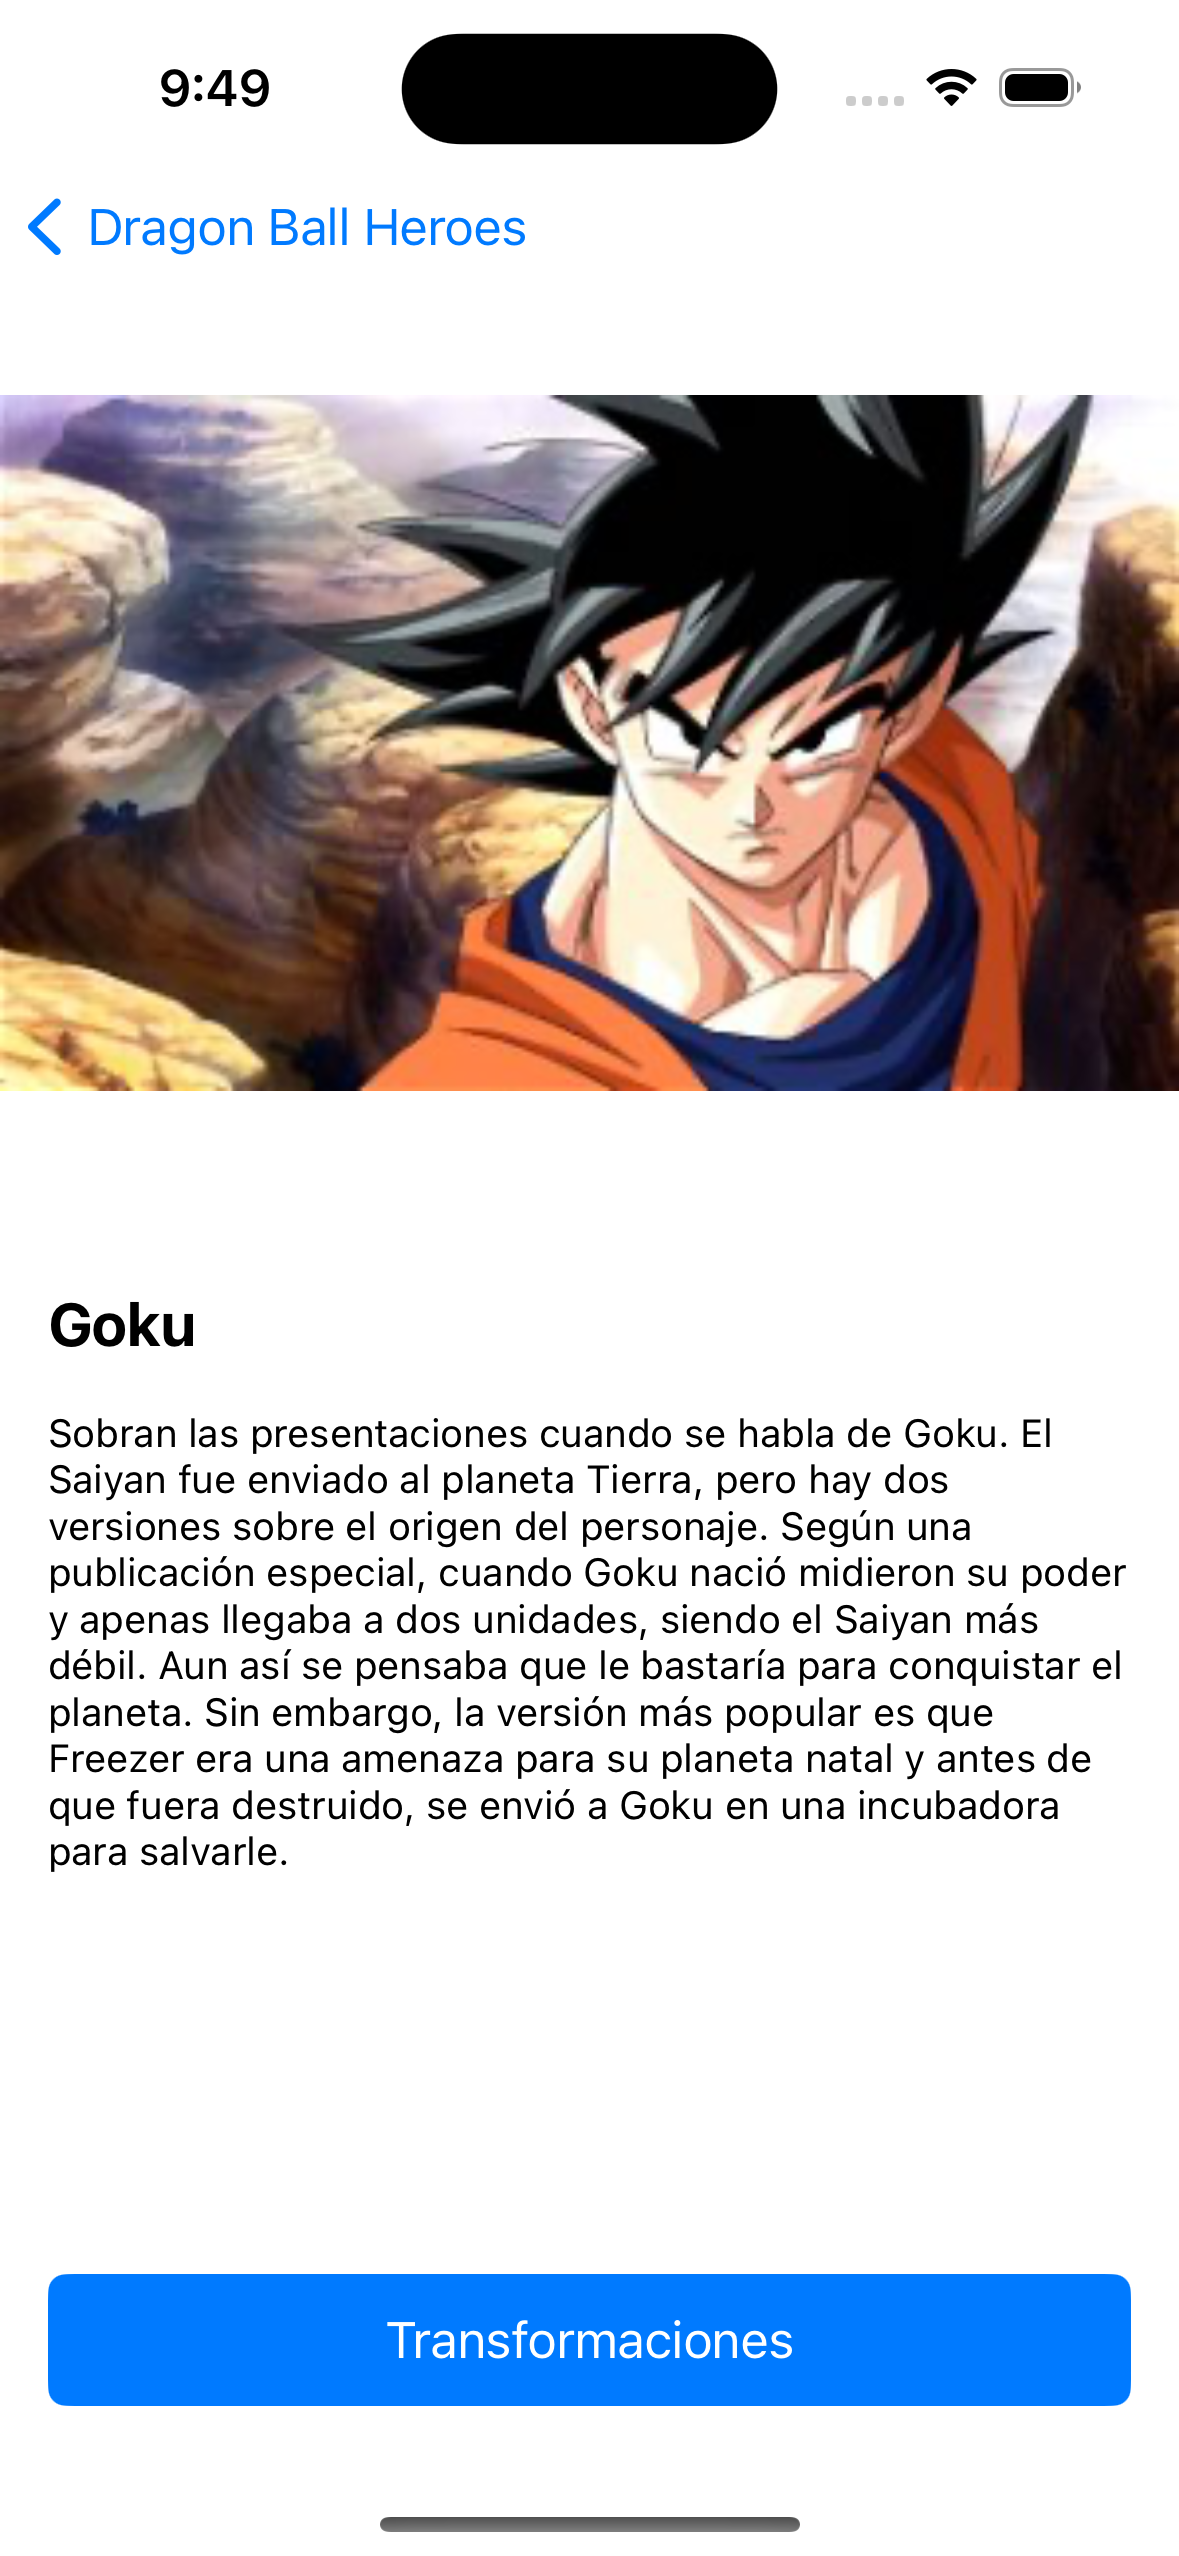 9:49
Dragon Ball Heroes
Goku
Sobran las presentaciones cuando se habla de Goku. El
Saiyan fue enviado al planeta Tierra, pero hay dos
versiones sobre el origen del personaje. Según una
publicación especial, cuando Goku nació midieron su poder
y apenas llegaba a dos unidades, siendo el Saiyan más
débil. Aun así se pensaba que le bastaría para conquistar el
planeta. Sin embargo, la versión más popular es que
Freezer era una amenaza para su planeta natal y antes de
que fuera destruido, se envió a Goku en una incubadora
para salvarle.
Transformaciones